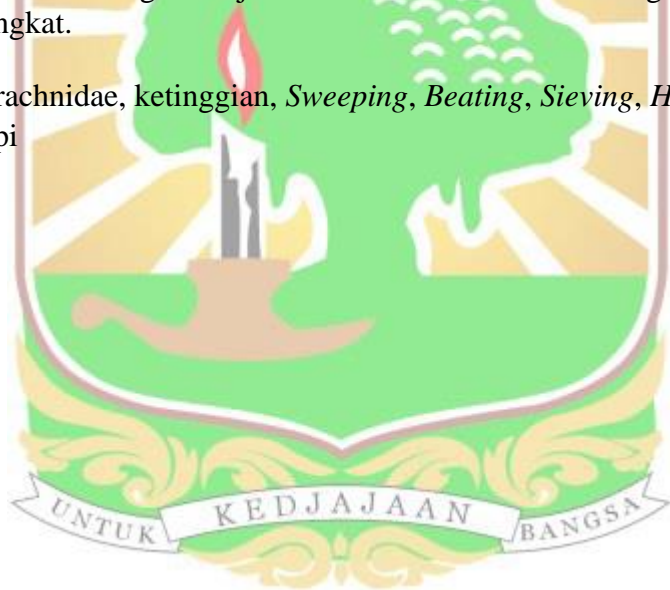 ngkat.
rachnidae, ketinggian, Sweeping, Beating, Sieving, H
pi
UNTUK KEDJAJAAN BANGSA